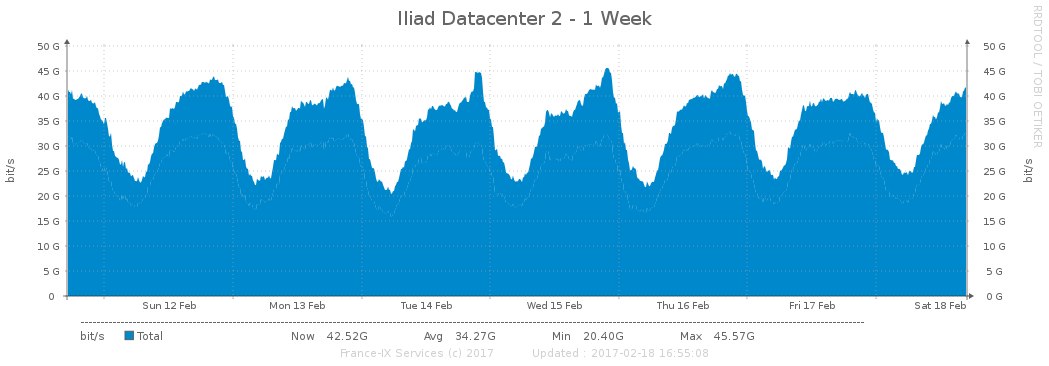 Iliad Datacenter 2 - 1 Week
RRDTOOL / TOBI OETIKER
50 G 50 G
45 G 45 G
40 G 40 G
35 G 35 G
30 G 30 G
25 G 25 G
20 G 20 G
15 G 15 G
10 G 10 G
5 G 5 G
0 0 G
bit/s
bit/s
Sun 12 Feb Mon 13 Feb Tue 14 Feb Wed 15 Feb Thu 16 Feb Fri 17 Feb Sat 18 Feb
bit/s Total Now 42.52G Avg 34.27G Min 20.40G Max 45.57G
France-IX Services (c) 2017 Updated : 2017-02-18 16:55:08